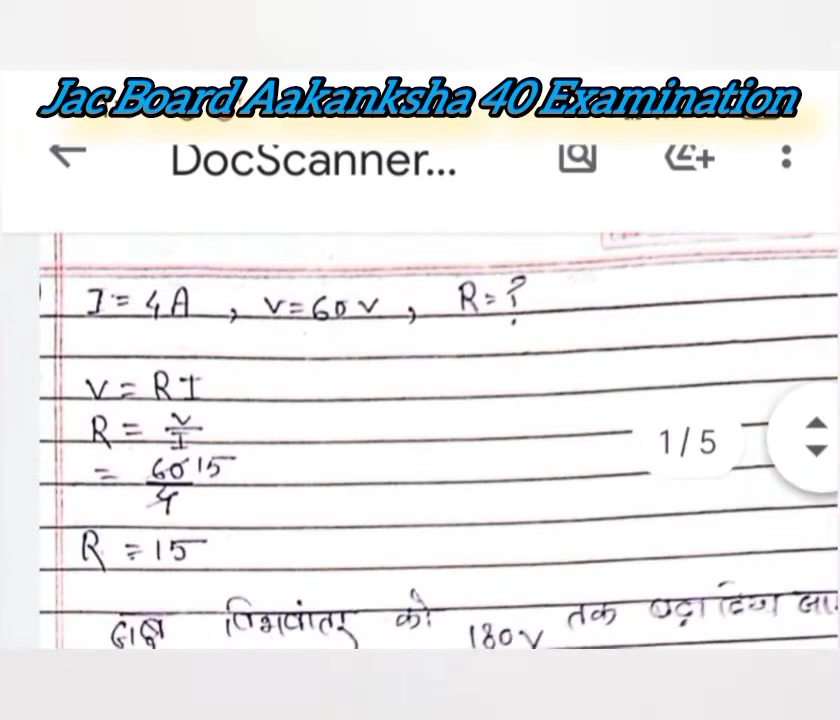 Jac Board Aakanksha 40 Examination
DocScanner...
I = 4A , V=60V , R=?
V = RI
R = V/I
1/5
= 60 15
4
R = 15
विभवांतर को 180V तक बढ़ा दिया जा